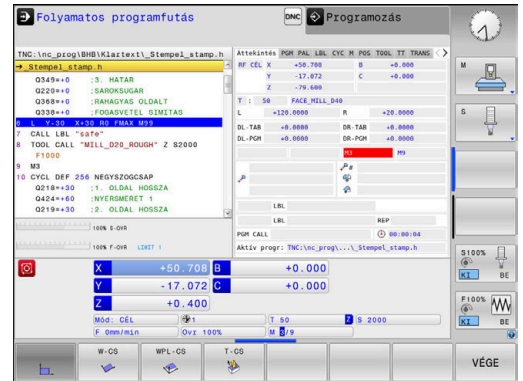 Folyamatos programfutás
DNC
Programozás
TNC:\nc_prog\BHB\Klartext\_Stempel_stamp.h
→_Stempel_stamp.h
Q349=+0 ;3. HATAR
Q220=+0 ;SAROKSUGAR
Q368=+0 ;RAHAGYAS OLDALT
Q338=+0 ;FOGASVETEL SIMITAS
6 L Y-30 X+30 R0 FMAX M99
7 CALL LBL "safe"
8 TOOL CALL "MILL_D20_ROUGH" Z S2000
F1000
9 M3
10 CYCL DEF 256 NEGYSZOGCSAP
Q218=+30 ;1. OLDAL HOSSZA
Q424=+60 ;NYERSMERET 1
Q219=+30 ;2. OLDAL HOSSZA
100% S-OVR
100% F-OVR LIMIT 1
Áttekintés PGM PAL LBL CYC M POS TOOL TT TRANS
RF CÉL X +50.708 B +0.000
Y -17.072 C +0.000
Z -79.600
T : 50 FACE_MILL_D40
L +120.0000 R +20.0000
DL-TAB +0.0000 DR-TAB +0.0000
DL-PGM +0.0000 DR-PGM +0.0000
M3 M9
LBL
LBL REP
PGM CALL 00:00:04
Aktív progr: TNC:\nc_prog\...\_Stempel_stamp.h
X +50.708 B +0.000
Y -17.072 C +0.000
Z +0.400
Mód: CÉL 1 T 50 Z S 2000
F 0mm/min Ovr 100% M 5/9
M
S
S100%
KI BE
F100%
KI BE
W-CS
WPL-CS
T-CS
VÉGE